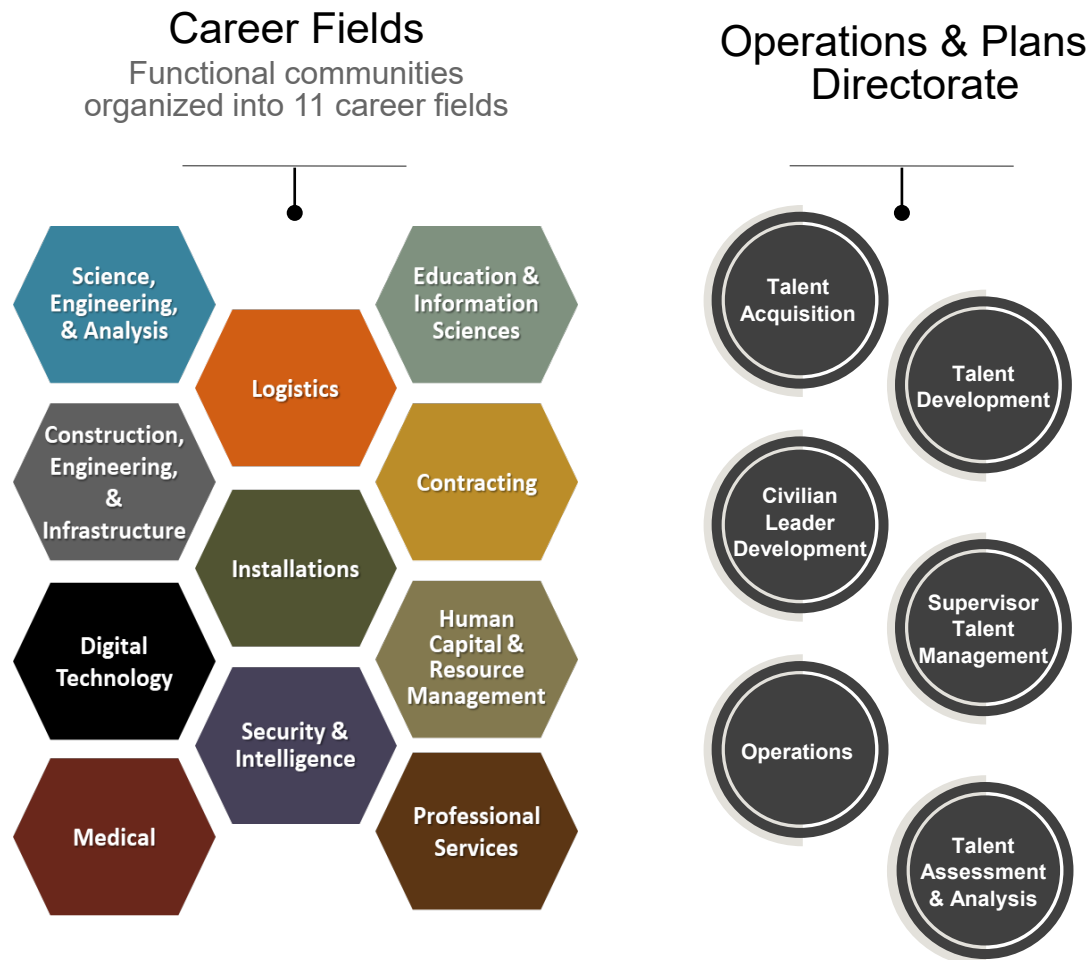 Career Fields
Functional communities
organized into 11 career fields
Science,
Engineering,
& Analysis
Education &
Information
Sciences
Logistics
Construction,
Engineering,
&
Infrastructure
Contracting
Installations
Digital
Technology
Human
Capital &
Resource
Management
Security &
Intelligence
Medical
Professional
Services
Operations & Plans
Directorate
Talent
Acquisition
Talent
Development
Civilian
Leader
Development
Supervisor
Talent
Management
Operations
Talent
Assessment
& Analysis